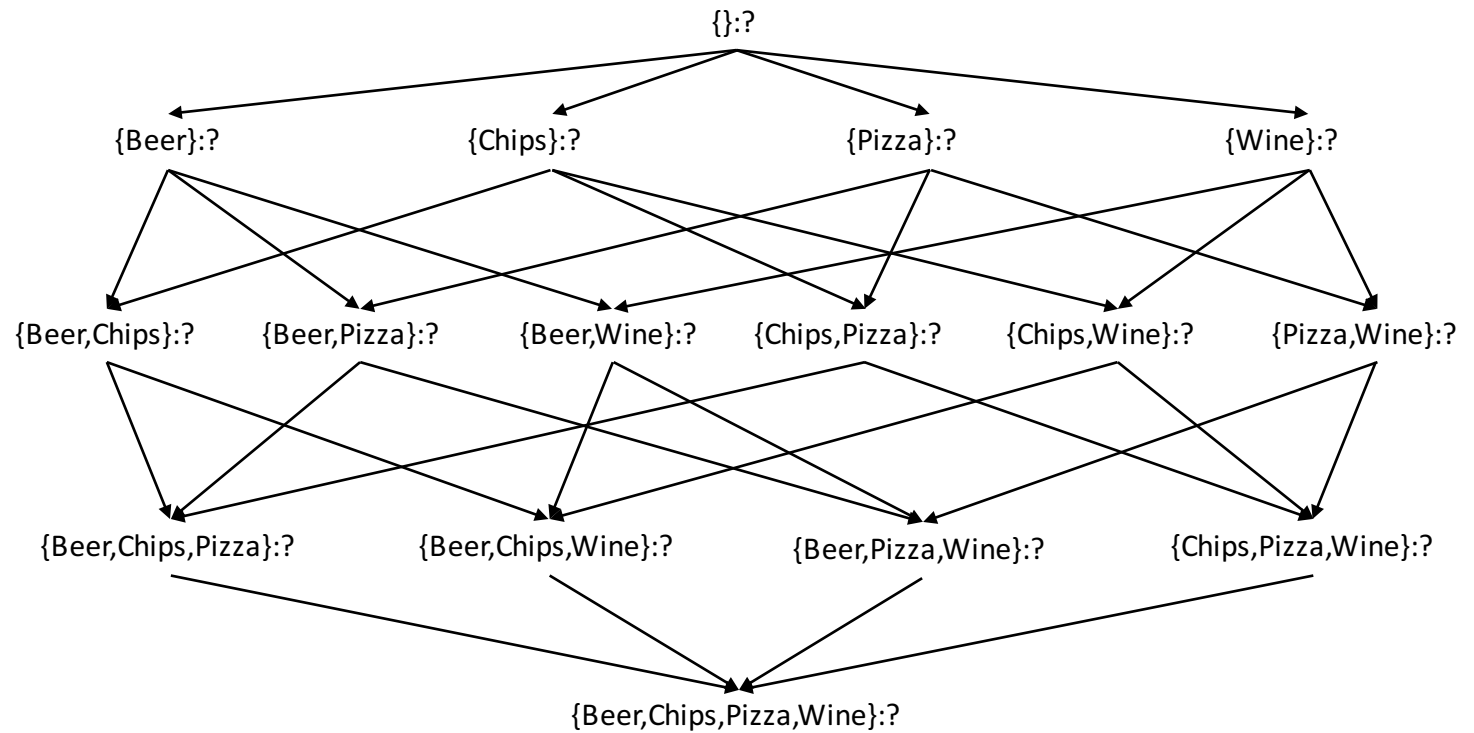 {}:?
{Beer}:? {Chips}:? {Pizza}:? {Wine}:?
{Beer,Chips}:? {Beer,Pizza}:? {Beer,Wine}:? {Chips,Pizza}:? {Chips,Wine}:? {Pizza,Wine}:?
{Beer,Chips,Pizza}:? {Beer,Chips,Wine}:? {Beer,Pizza,Wine}:? {Chips,Pizza,Wine}:?
{Beer,Chips,Pizza,Wine}:?